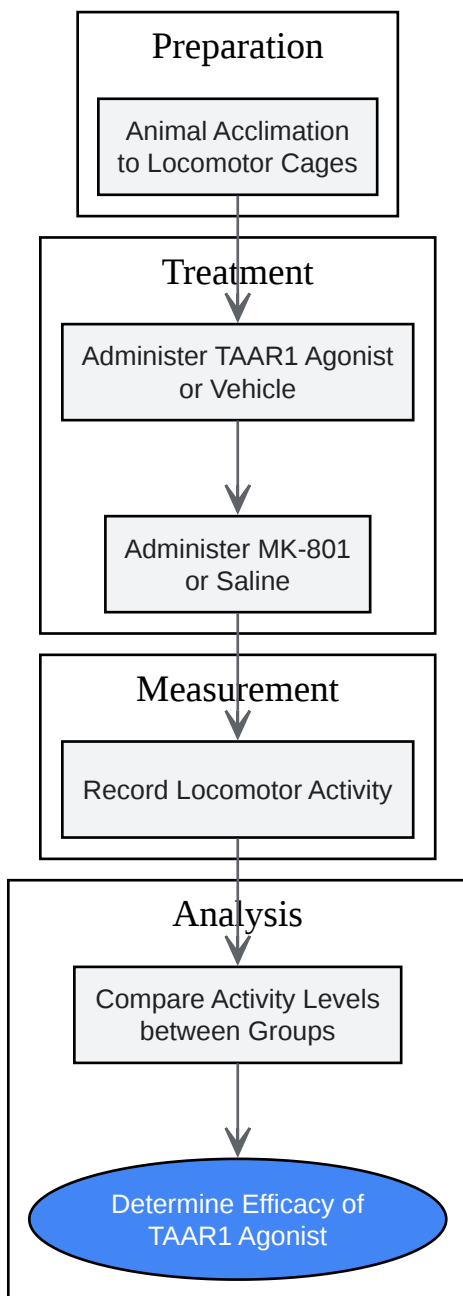 Preparation
Animal Acclimation
to Locomotor Cages
Treatment
Administer TAAR1 Agonist
or Vehicle
Administer MK-801
or Saline
Measurement
Record Locomotor Activity
Analysis
Compare Activity Levels
between Groups
Determine Efficacy of
TAAR1 Agonist